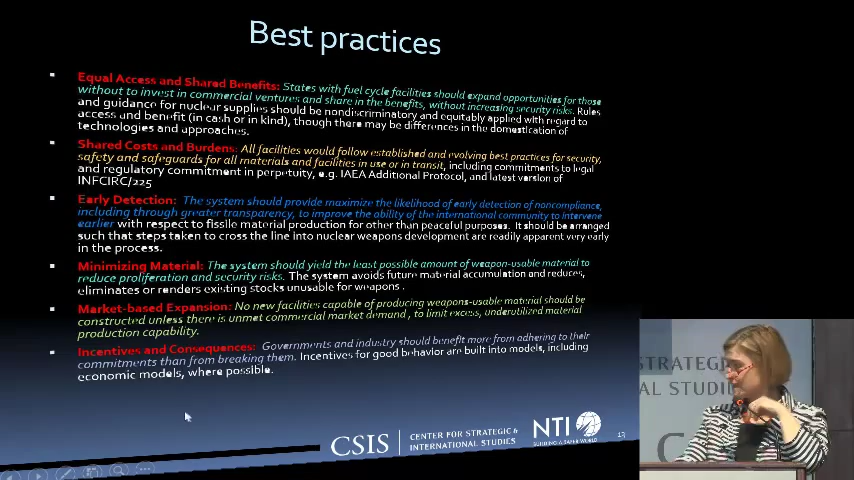 Best practices
Equal Access and Shared Benefits: States with fuel cycle facilities should expand opportunities for those
without to invest in commercial ventures and share in the benefits, without increasing security risks. Rules
and guidance for nuclear supplies should be nondiscriminatory and equitably applied with regard to
access and benefit (in cash or in kind), though there may be differences in the domestication of
technologies and approaches.
Shared Costs and Burdens: All facilities would follow established and evolving best practices for security,
safety and safeguards for all materials and facilities in use or in transit, including commitments to legal
and regulatory commitment in perpetuity, e.g. IAEA Additional Protocol, and latest version of
INFCIRC/225
Early Detection: The system should provide maximize the likelihood of early detection of noncompliance,
including through greater transparency, to improve the ability of the international community to intervene
earlier with respect to fissile material production for other than peaceful purposes. It should be arranged
such that steps taken to cross the line into nuclear weapons development are readily apparent very early
in the process.
Minimizing Material: The system should yield the least possible amount of weapon-usable material to
reduce proliferation and security risks. The system avoids future material accumulation and reduces,
eliminates or renders existing stocks unusable for weapons .
Market-based Expansion: No new facilities capable of producing weapons-usable material should be
constructed unless there is unmet commercial market demand , to limit excess, underutilized material
production capability.
Incentives and Consequences: Governments and industry should benefit more from adhering to their
commitments than from breaking them. Incentives for good behavior are built into models, including
economic models, where possible.
CSIS
CENTER FOR STRATEGIC &
INTERNATIONAL STUDIES
NTI
BUILDING A SAFER WORLD
13
STRATEG
AL STUDI
C